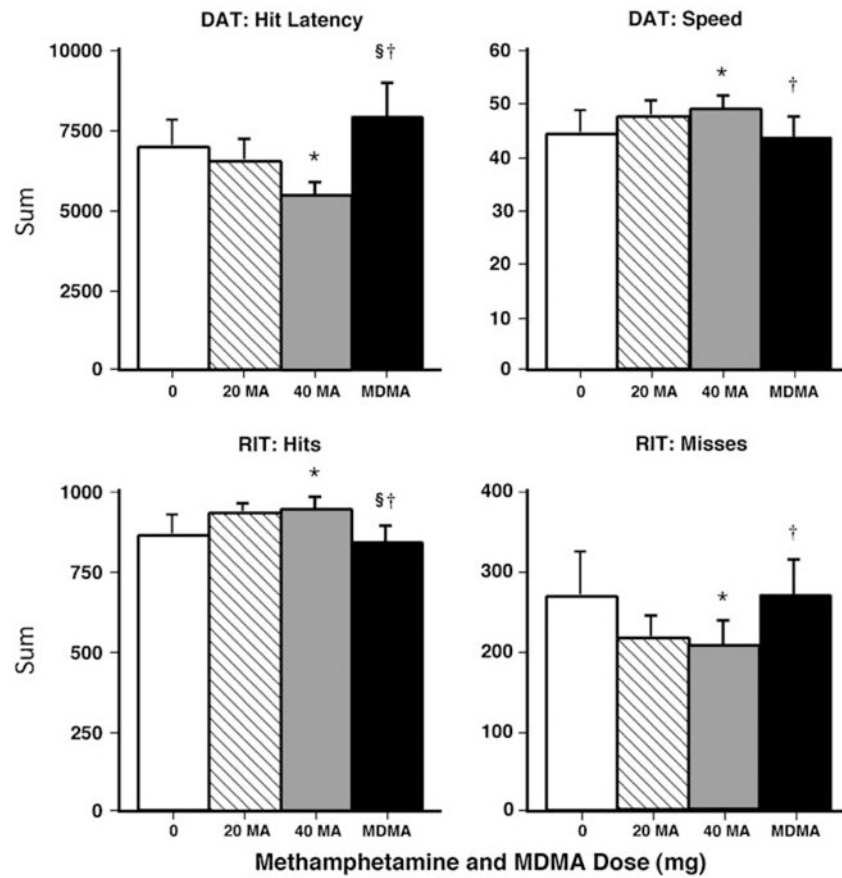 DAT: Hit Latency
10000
7500
5000
2500
0
Sum
*
§†
0 20 MA 40 MA MDMA
DAT: Speed
60
50
40
30
20
10
0
*
†
0 20 MA 40 MA MDMA
RIT: Hits
1000
750
500
250
0
Sum
*
§†
0 20 MA 40 MA MDMA
RIT: Misses
400
300
200
100
0
*
†
0 20 MA 40 MA MDMA
Methamphetamine and MDMA Dose (mg)